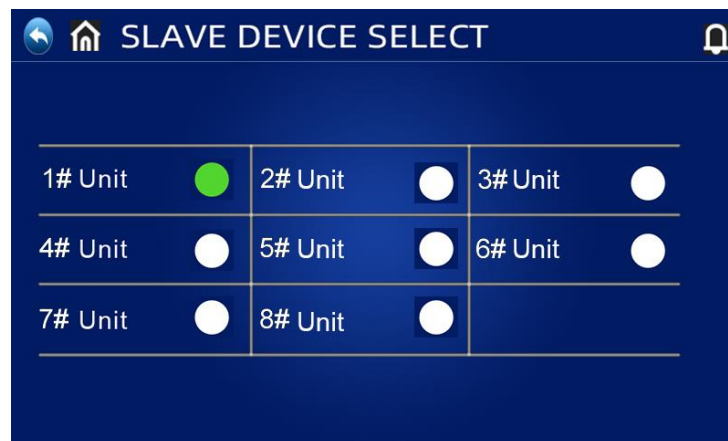 SLAVE DEVICE SELECT
1# Unit 2# Unit 3# Unit
4# Unit 5# Unit 6# Unit
7# Unit 8# Unit